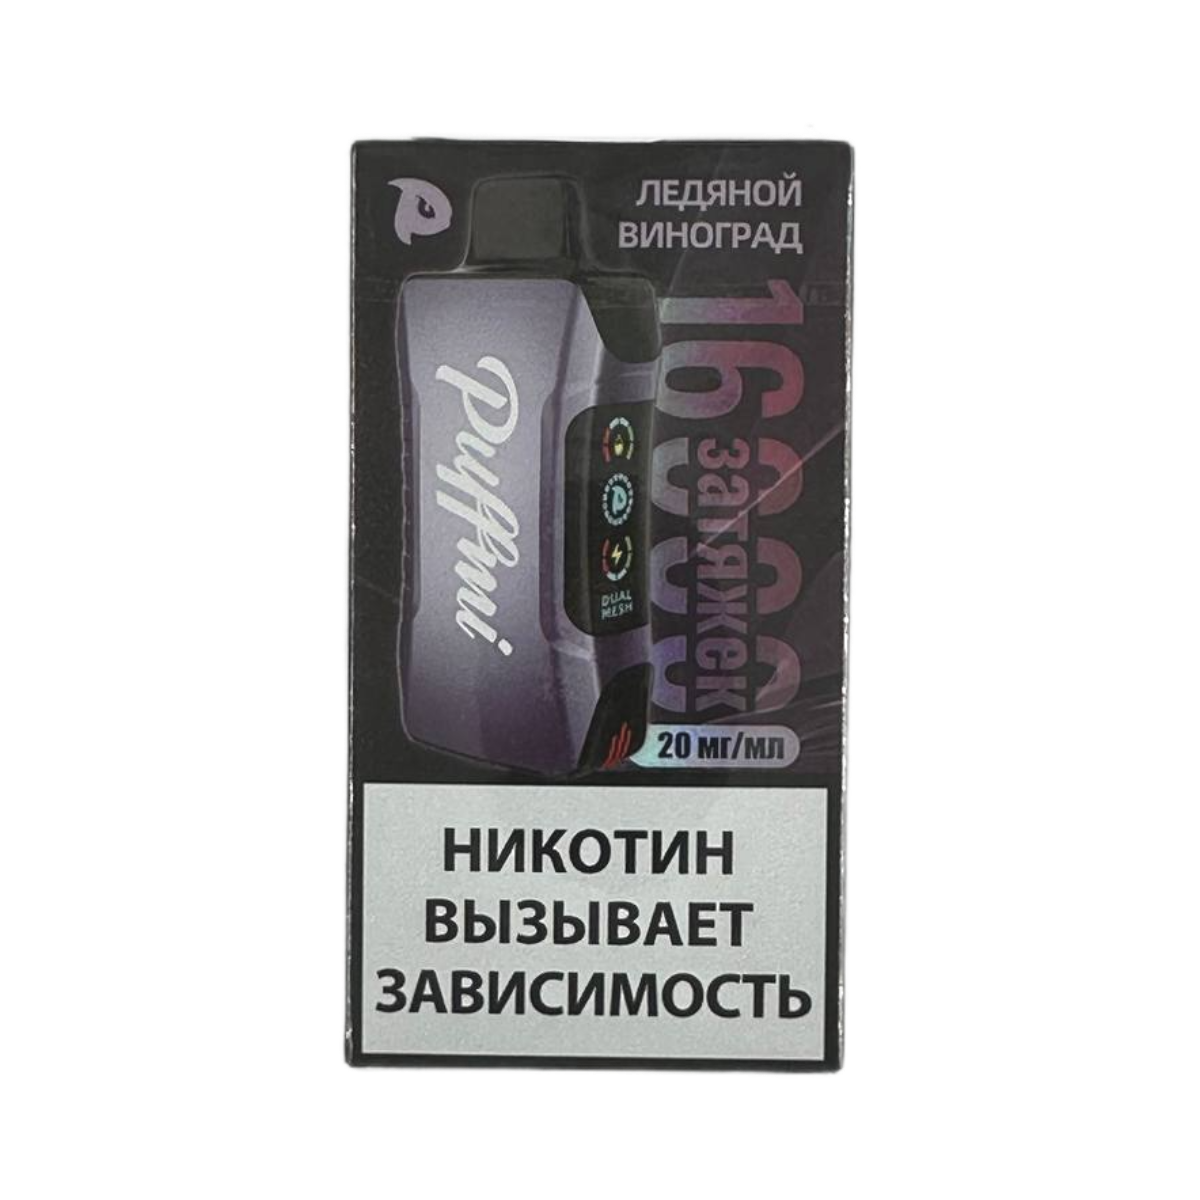 ЛЕДЯНОЙ
ВИНОГРАД
Puffmi
16000
затяжек
DUAL
MESH
20 мг/мл
НИКОТИН
ВЫЗЫВАЕТ
ЗАВИСИМОСТЬ